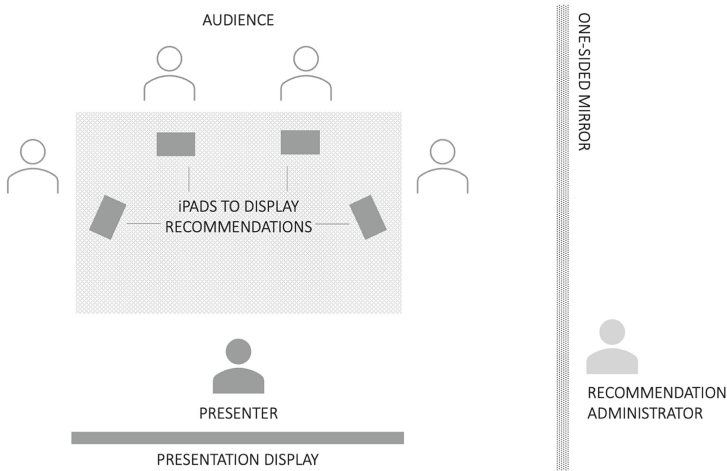 AUDIENCE
ONE-SIDED MIRROR
iPADS TO DISPLAY
RECOMMENDATIONS
RECOMMENDATION
ADMINISTRATOR
PRESENTER
PRESENTATION DISPLAY